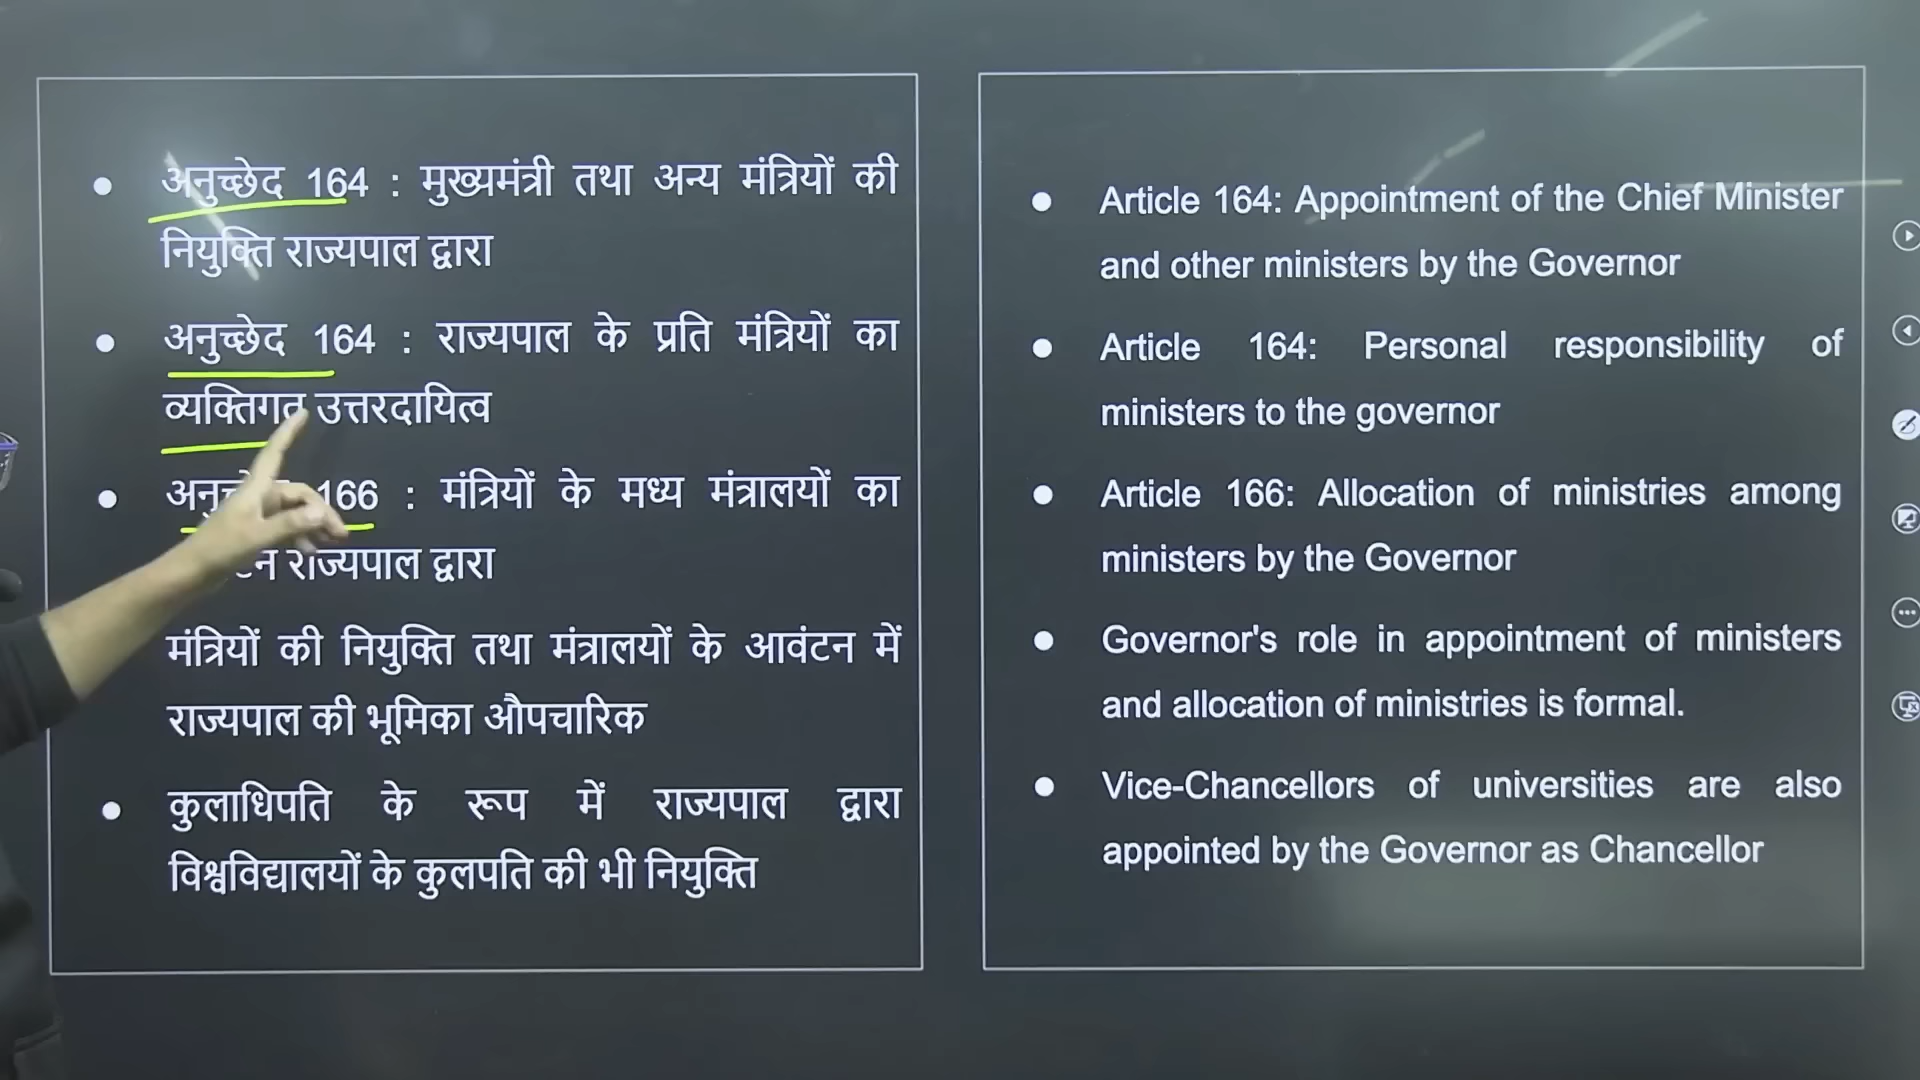 अनुच्छेद 164 : मुख्यमंत्री तथा अन्य मंत्रियों की
नियुक्ति राज्यपाल द्वारा
अनुच्छेद 164 : राज्यपाल के प्रति मंत्रियों का
व्यक्तिगत उत्तरदायित्व
166 : मंत्रियों के मध्य मंत्रालयों का
राज्यपाल द्वारा
मंत्रियों की नियुक्ति तथा मंत्रालयों के आवंटन में
राज्यपाल की भूमिका औपचारिक
कुलाधिपति के रूप में राज्यपाल द्वारा
विश्वविद्यालयों के कुलपति की भी नियुक्ति
Article 164: Appointment of the Chief Minister
and other ministers by the Governor
Article 164: Personal responsibility of
ministers to the governor
Article 166: Allocation of ministries among
ministers by the Governor
Governor's role in appointment of ministers
and allocation of ministries is formal.
Vice-Chancellors of universities are also
appointed by the Governor as Chancellor